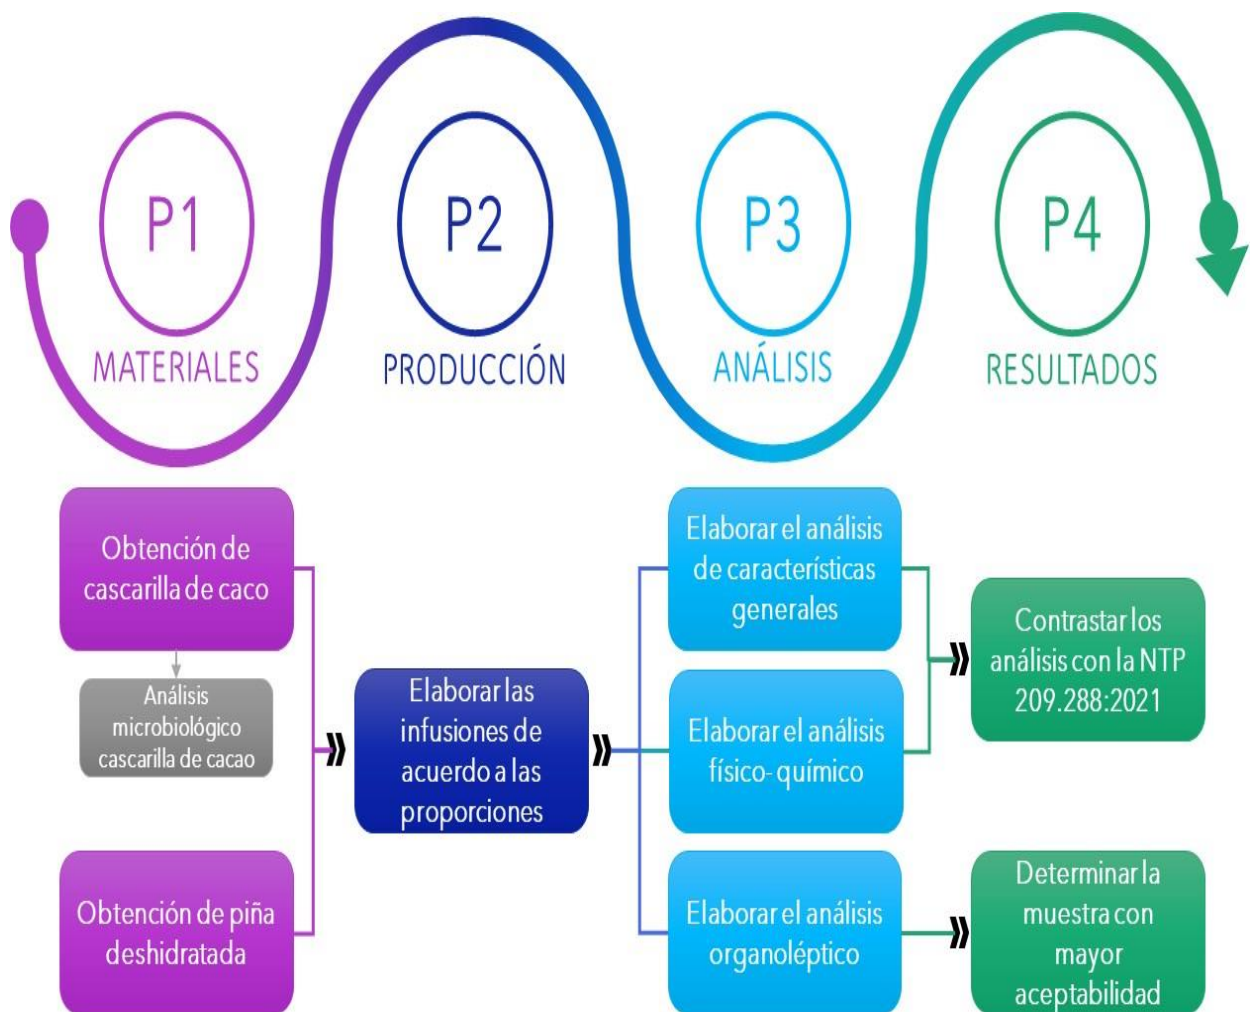 P1
MATERIALES
P2
PRODUCCIÓN
P3
ANÁLISIS
P4
RESULTADOS
Obtención de
cascarilla de caco
Análisis
microbiológico
cascarilla de cacao
Obtención de piña
deshidratada
Elaborar las
infusiones de
acuerdo a las
proporciones
Elaborar el análisis
de características
generales
Elaborar el análisis
físico- químico
Elaborar el análisis
organoléptico
Contrastar los
análisis con la NTP
209.288:2021
Determinar la
muestra con
mayor
aceptabilidad